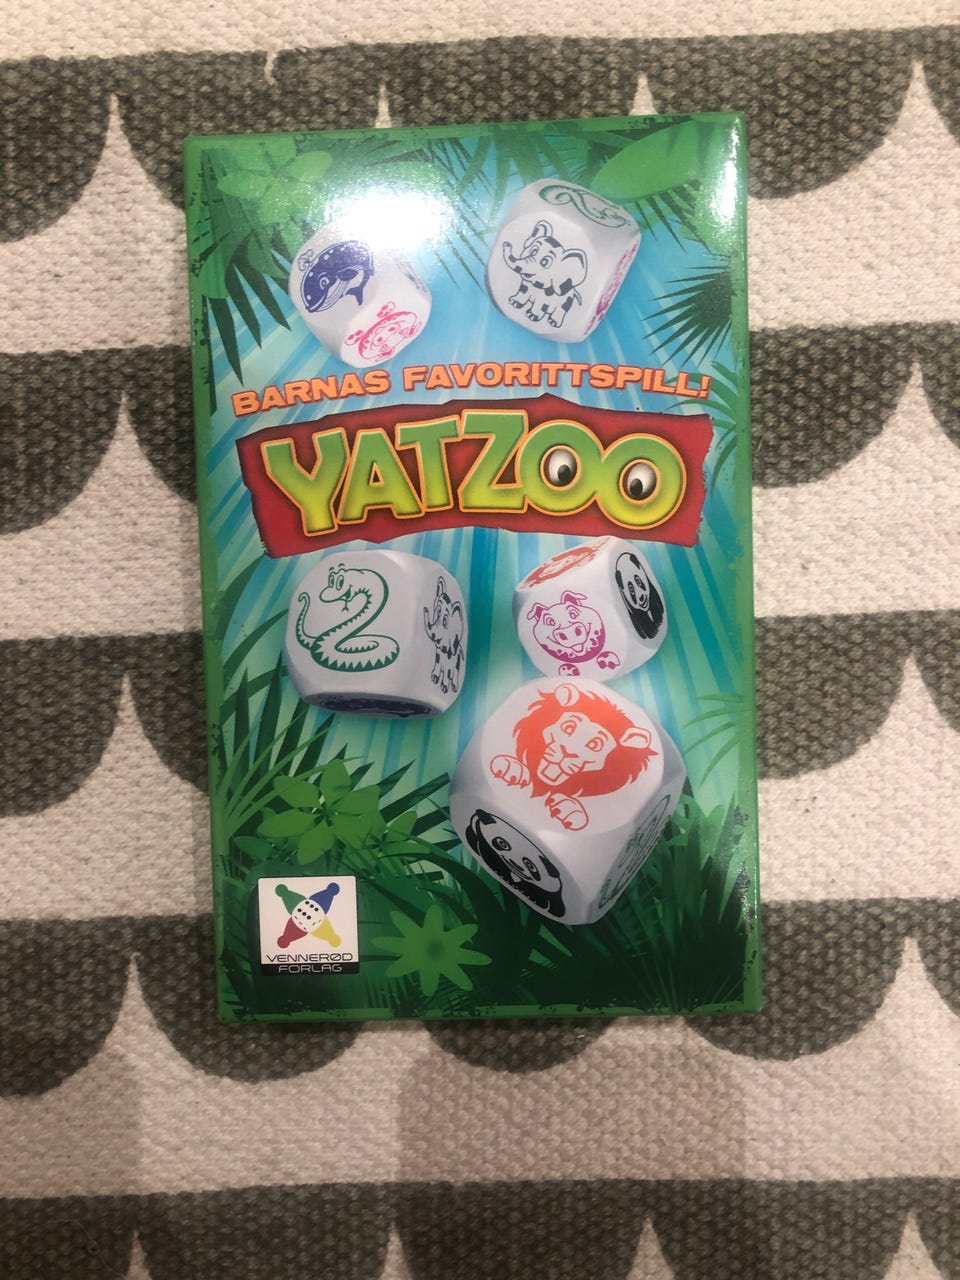 BARNAS FAVORITTSPILL!
YATZOO
VENNERØD
FORLAG